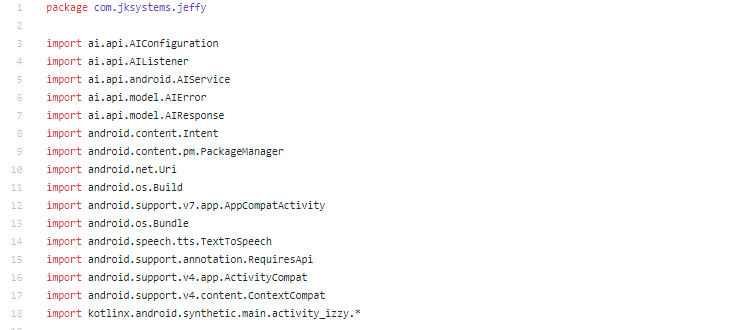 1 package com.jksystems.jeffy
2
3 import ai.api.AIConfiguration
4 import ai.api.AIListener
5 import ai.api.android.AIService
6 import ai.api.model.AIError
7 import ai.api.model.AIResponse
8 import android.content.Intent
9 import android.content.pm.PackageManager
10 import android.net.Uri
11 import android.os.Build
12 import android.support.v7.app.AppCompatActivity
13 import android.os.Bundle
14 import android.speech.tts.TextToSpeech
15 import android.support.annotation.RequiresApi
16 import android.support.v4.app.ActivityCompat
17 import android.support.v4.content.ContextCompat
18 import kotlinx.android.synthetic.main.activity_izzy.*